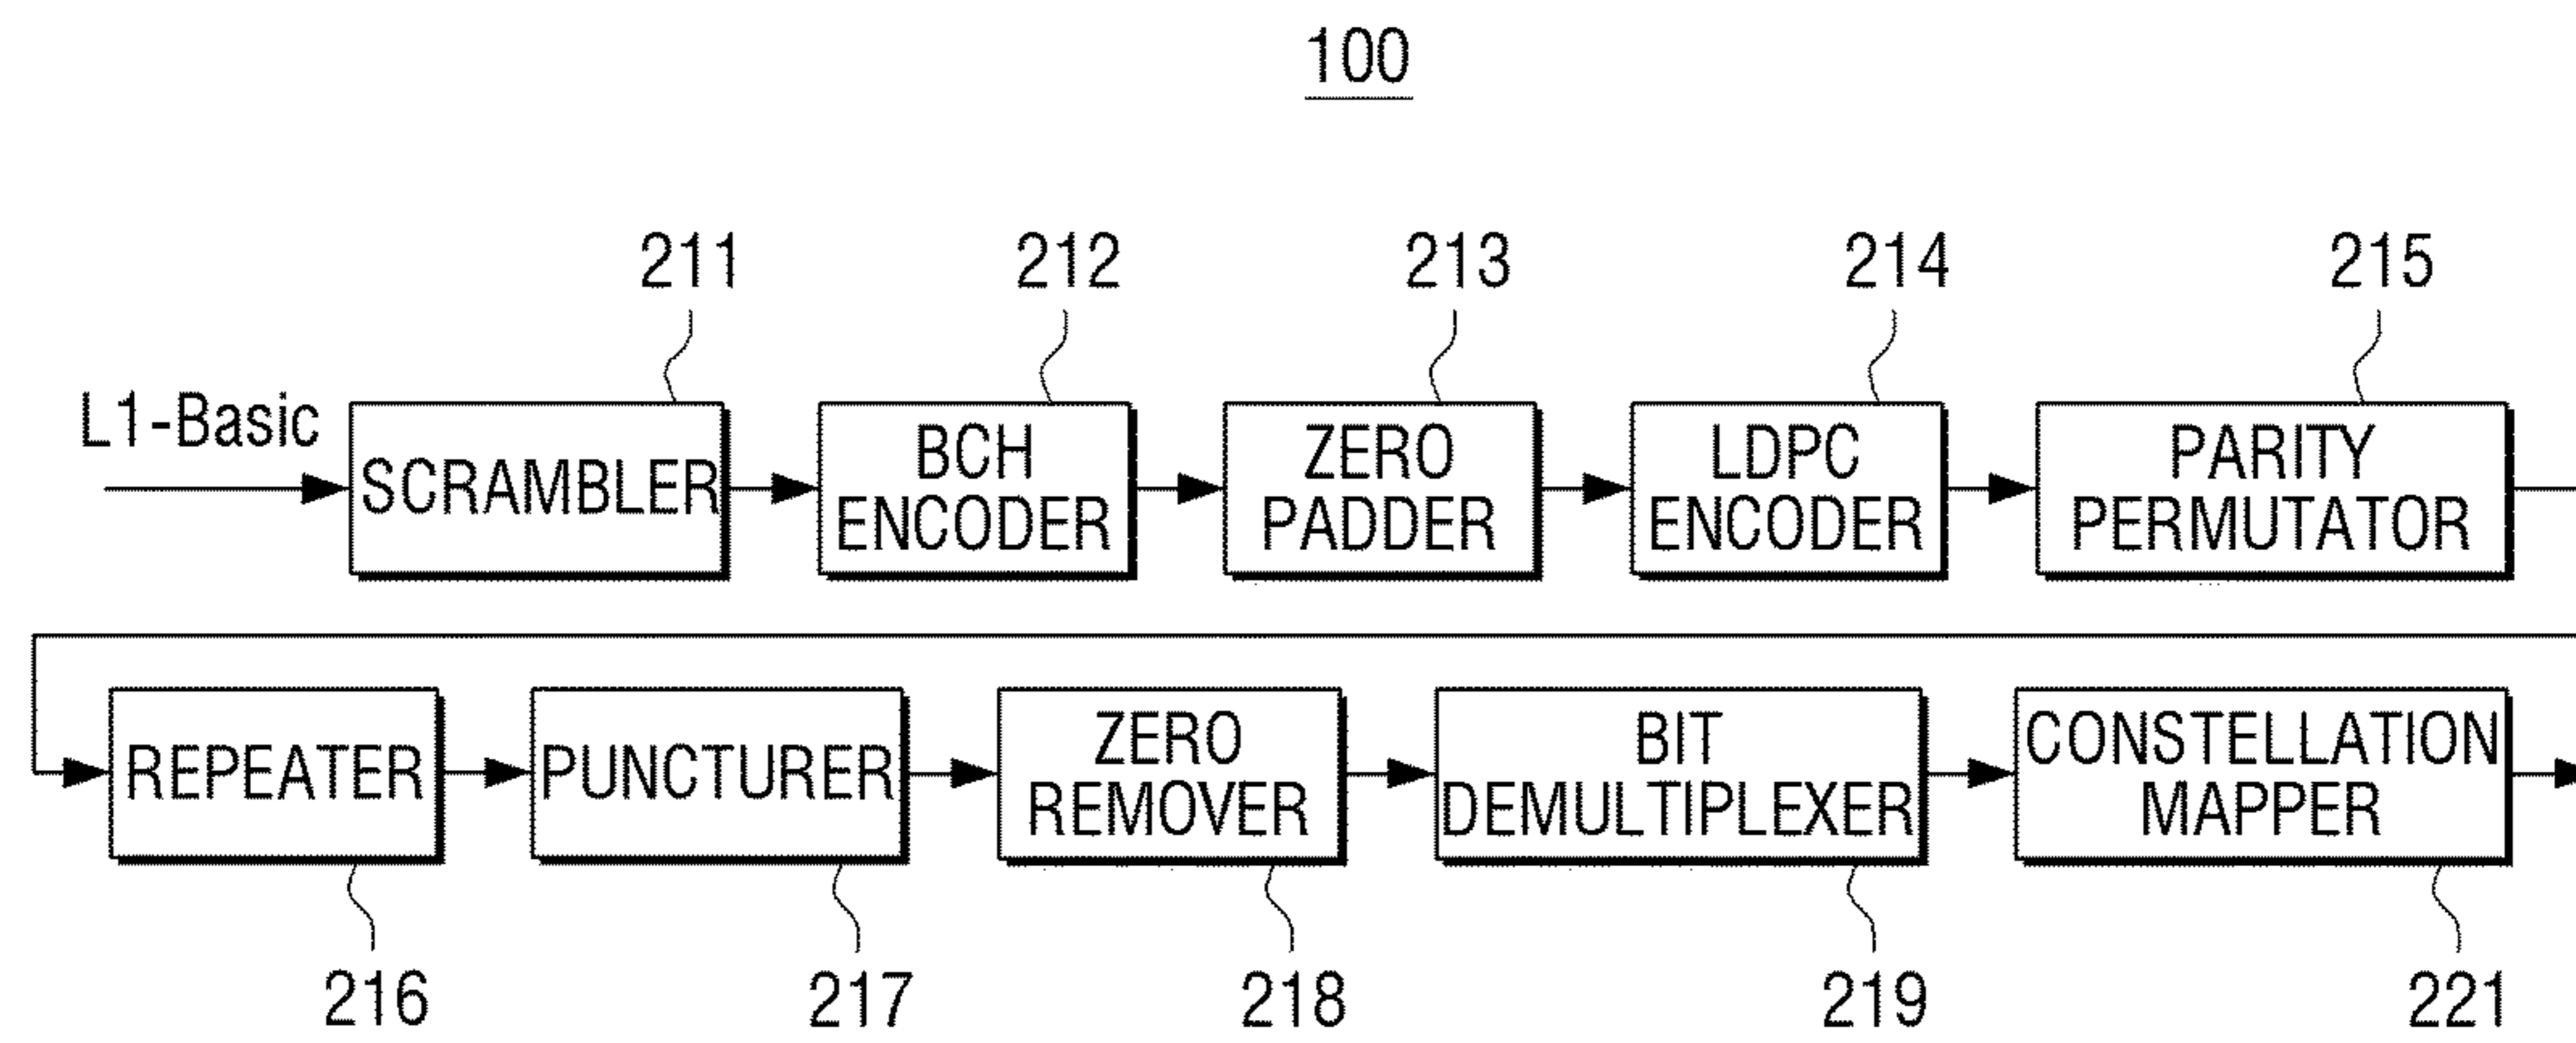 100
211
212
213
214
215
L1-Basic
SCRAMBLER
BCH
ENCODER
ZERO
PADDER
LDPC
ENCODER
PARITY
PERMUTATOR
REPEATER
PUNCTURER
ZERO
REMOVER
BIT
DEMULTIPLEXER
CONSTELLATION
MAPPER
216
217
218
219
221